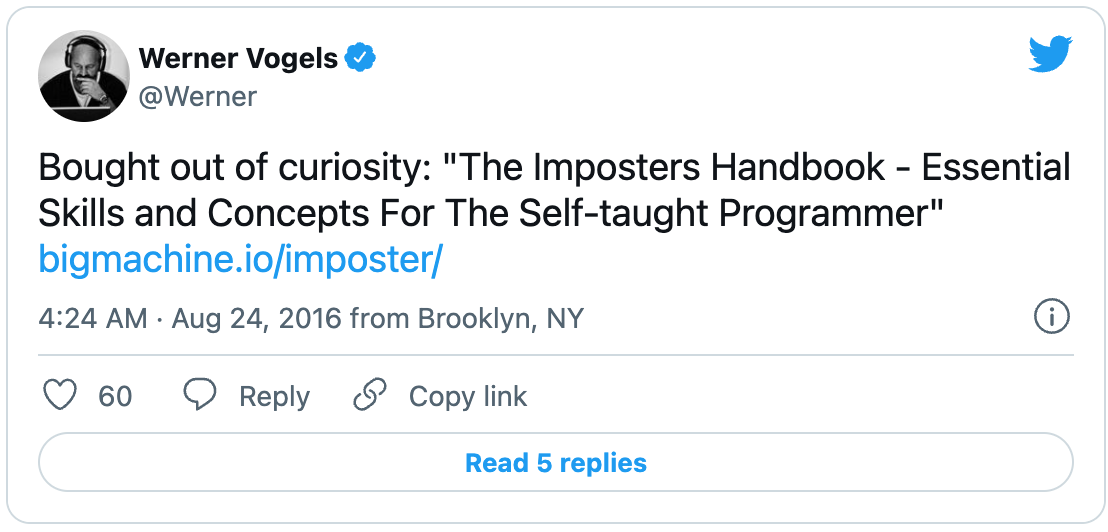 Werner Vogels
@Werner
Bought out of curiosity: "The Imposters Handbook - Essential
Skills and Concepts For The Self-taught Programmer"
bigmachine.io/imposter/
4:24 AM · Aug 24, 2016 from Brooklyn, NY
60 Reply Copy link
Read 5 replies